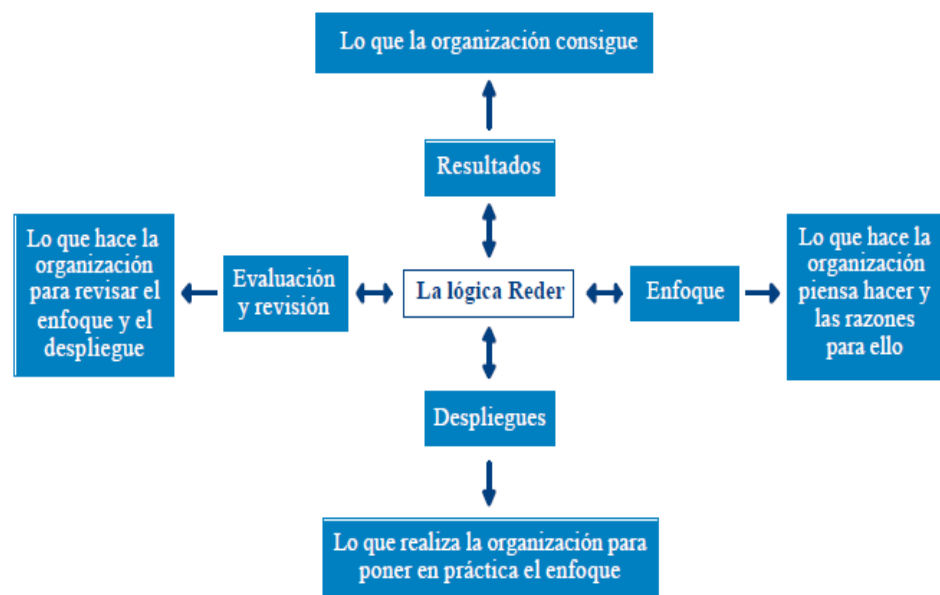 Lo que la organización consigue
Resultados
Lo que hace la
organización
para revisar el
enfoque y el
despliegue
Evaluación
y revisión
La lógica Reder
Enfoque
Lo que hace la
organización
piensa hacer y
las razones
para ello
Despliegues
Lo que realiza la organización para
poner en práctica el enfoque